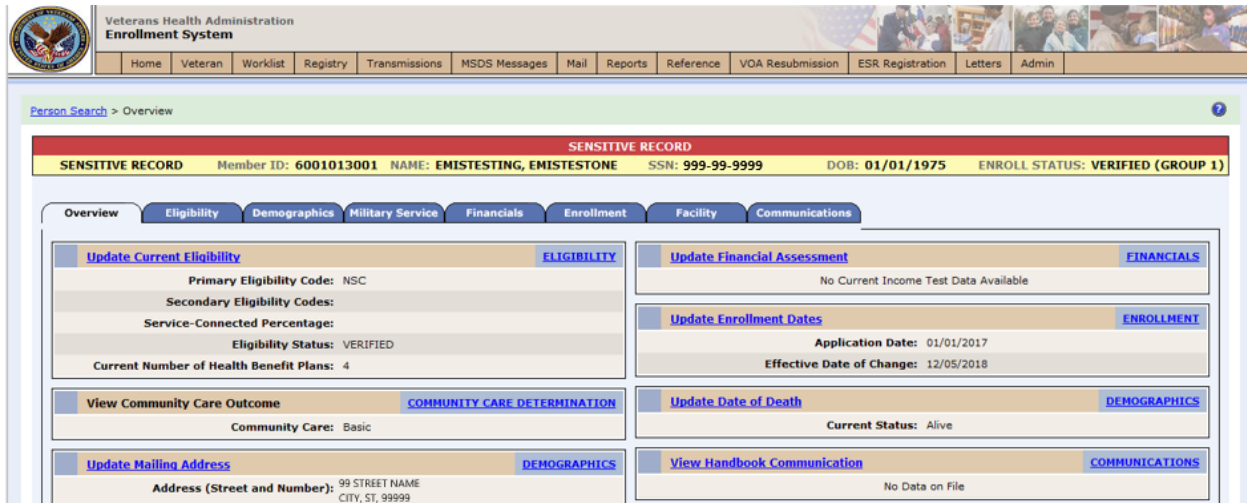 Veterans Health Administration
Enrollment System
Home Veteran Worklist Registry Transmissions MSDS Messages Mail Reports Reference VOA Resubmission ESR Registration Letters Admin
Person Search > Overview
?
SENSITIVE RECORD
SENSITIVE RECORD Member ID: 6001013001 NAME: EMISTESTING, EMISTESTONE SSN: 999-99-9999 DOB: 01/01/1975 ENROLL STATUS: VERIFIED (GROUP 1)
Overview Eligibility Demographics Military Service Financials Enrollment Facility Communications
Update Current Eligibility ELIGIBILITY
Primary Eligibility Code: NSC
Secondary Eligibility Codes:
Service-Connected Percentage:
Eligibility Status: VERIFIED
Current Number of Health Benefit Plans: 4
View Community Care Outcome COMMUNITY CARE DETERMINATION
Community Care: Basic
Update Mailing Address DEMOGRAPHICS
Address (Street and Number): 99 STREET NAME
CITY, ST, 99999
Update Financial Assessment FINANCIALS
No Current Income Test Data Available
Update Enrollment Dates ENROLLMENT
Application Date: 01/01/2017
Effective Date of Change: 12/05/2018
Update Date of Death DEMOGRAPHICS
Current Status: Alive
View Handbook Communication COMMUNICATIONS
No Data on File